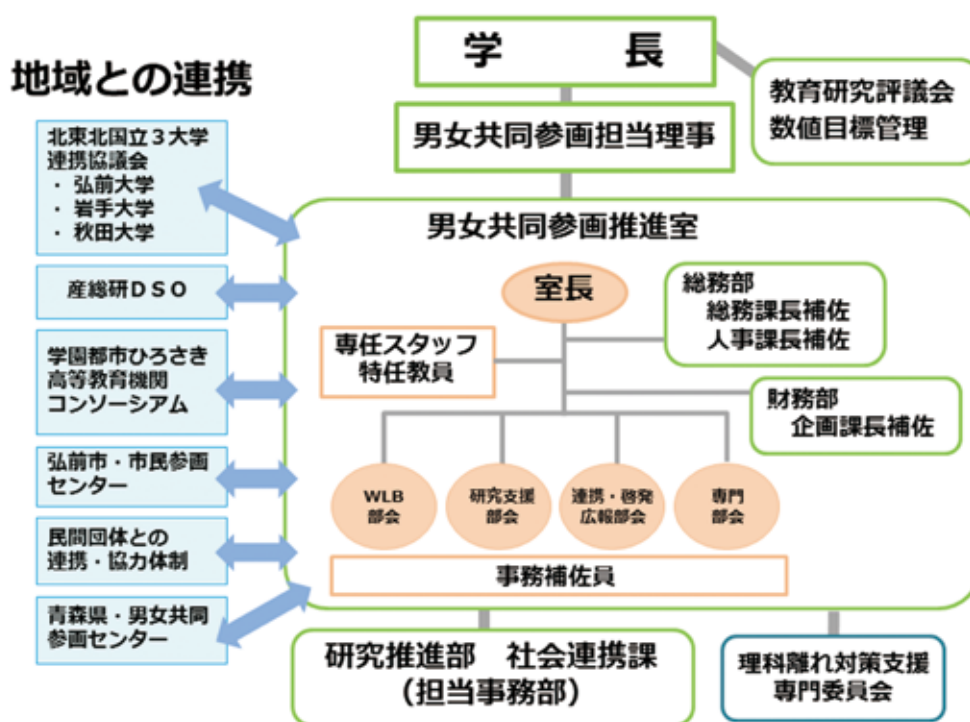 学　　　長
教育研究評議会
数値目標管理
男女共同参画担当理事
地域との連携
北東北国立３大学
連携協議会
・ 弘前大学
・ 岩手大学
・ 秋田大学
産総研ＤＳＯ
学園都市ひろさき
高等教育機関
コンソーシアム
弘前市・市民参画
センター
民間団体との
連携・協力体制
青森県・男女共同
参画センター
男女共同参画推進室
室長
総務部
総務課長補佐
人事課長補佐
専任スタッフ
特任教員
財務部
企画課長補佐
WLB
部会
研究支援
部会
連携・啓発
広報部会
専門
部会
事務補佐員
研究推進部　社会連携課
（担当事務部）
理科離れ対策支援
専門委員会